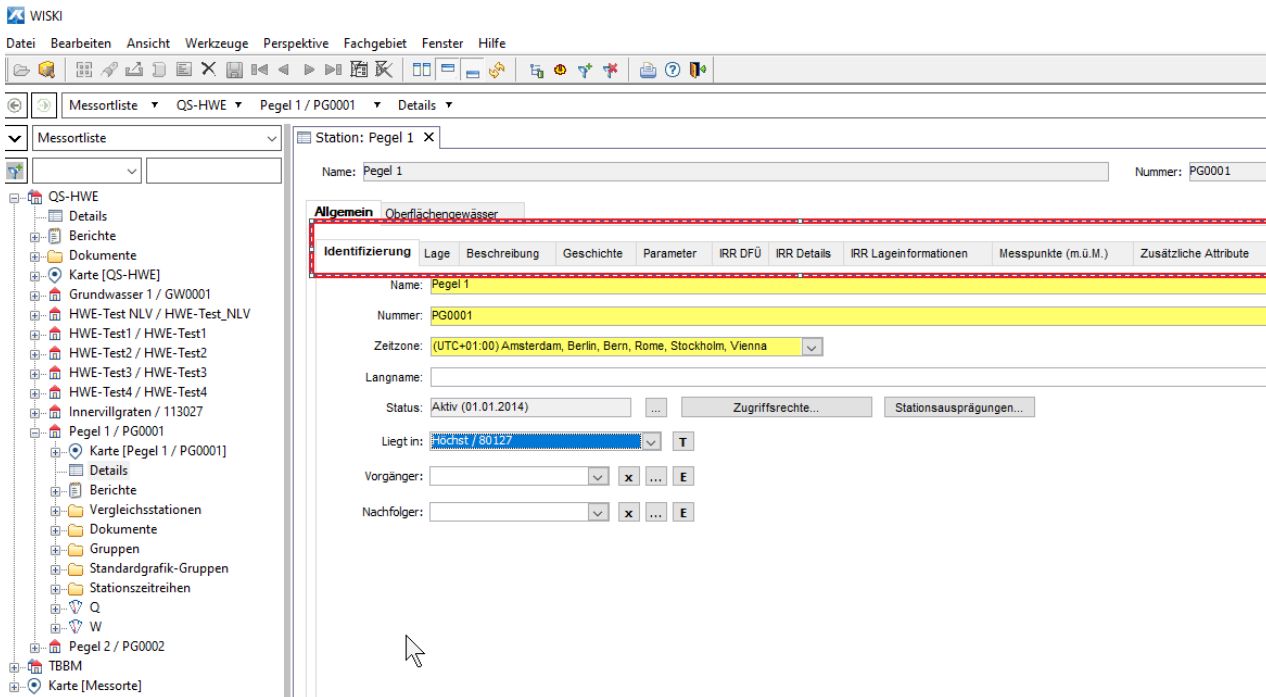 WISKI
Datei Bearbeiten Ansicht Werkzeuge Perspektive Fachgebiet Fenster Hilfe
Messortliste QS-HWE Pegel 1 / PG0001 Details
Messortliste
Station: Pegel 1
Name: Pegel 1 Nummer: PG0001
Allgemein Oberflächengewässer
Identifizierung Lage Beschreibung Geschichte Parameter IRR DFÜ IRR Details IRR Lageinformationen Messpunkte (m.ü.M.) Zusätzliche Attribute
Name: Pegel 1
Nummer: PG0001
Zeitzone: (UTC+01:00) Amsterdam, Berlin, Bern, Rome, Stockholm, Vienna
Langname:
Status: Aktiv (01.01.2014) ... Zugriffsrechte... Stationsausprägungen...
Liegt in: Höchst / 80127 T
Vorgänger: x ... E
Nachfolger: x ... E
QS-HWE
Details
Berichte
Dokumente
Karte [QS-HWE]
Grundwasser 1 / GW0001
HWE-Test NLV / HWE-Test_NLV
HWE-Test1 / HWE-Test1
HWE-Test2 / HWE-Test2
HWE-Test3 / HWE-Test3
HWE-Test4 / HWE-Test4
Innervillgraten / 113027
Pegel 1 / PG0001
Karte [Pegel 1 / PG0001]
Details
Berichte
Vergleichsstationen
Dokumente
Gruppen
Standardgrafik-Gruppen
Stationszeitreihen
Q
W
Pegel 2 / PG0002
TBBM
Karte [Messorte]